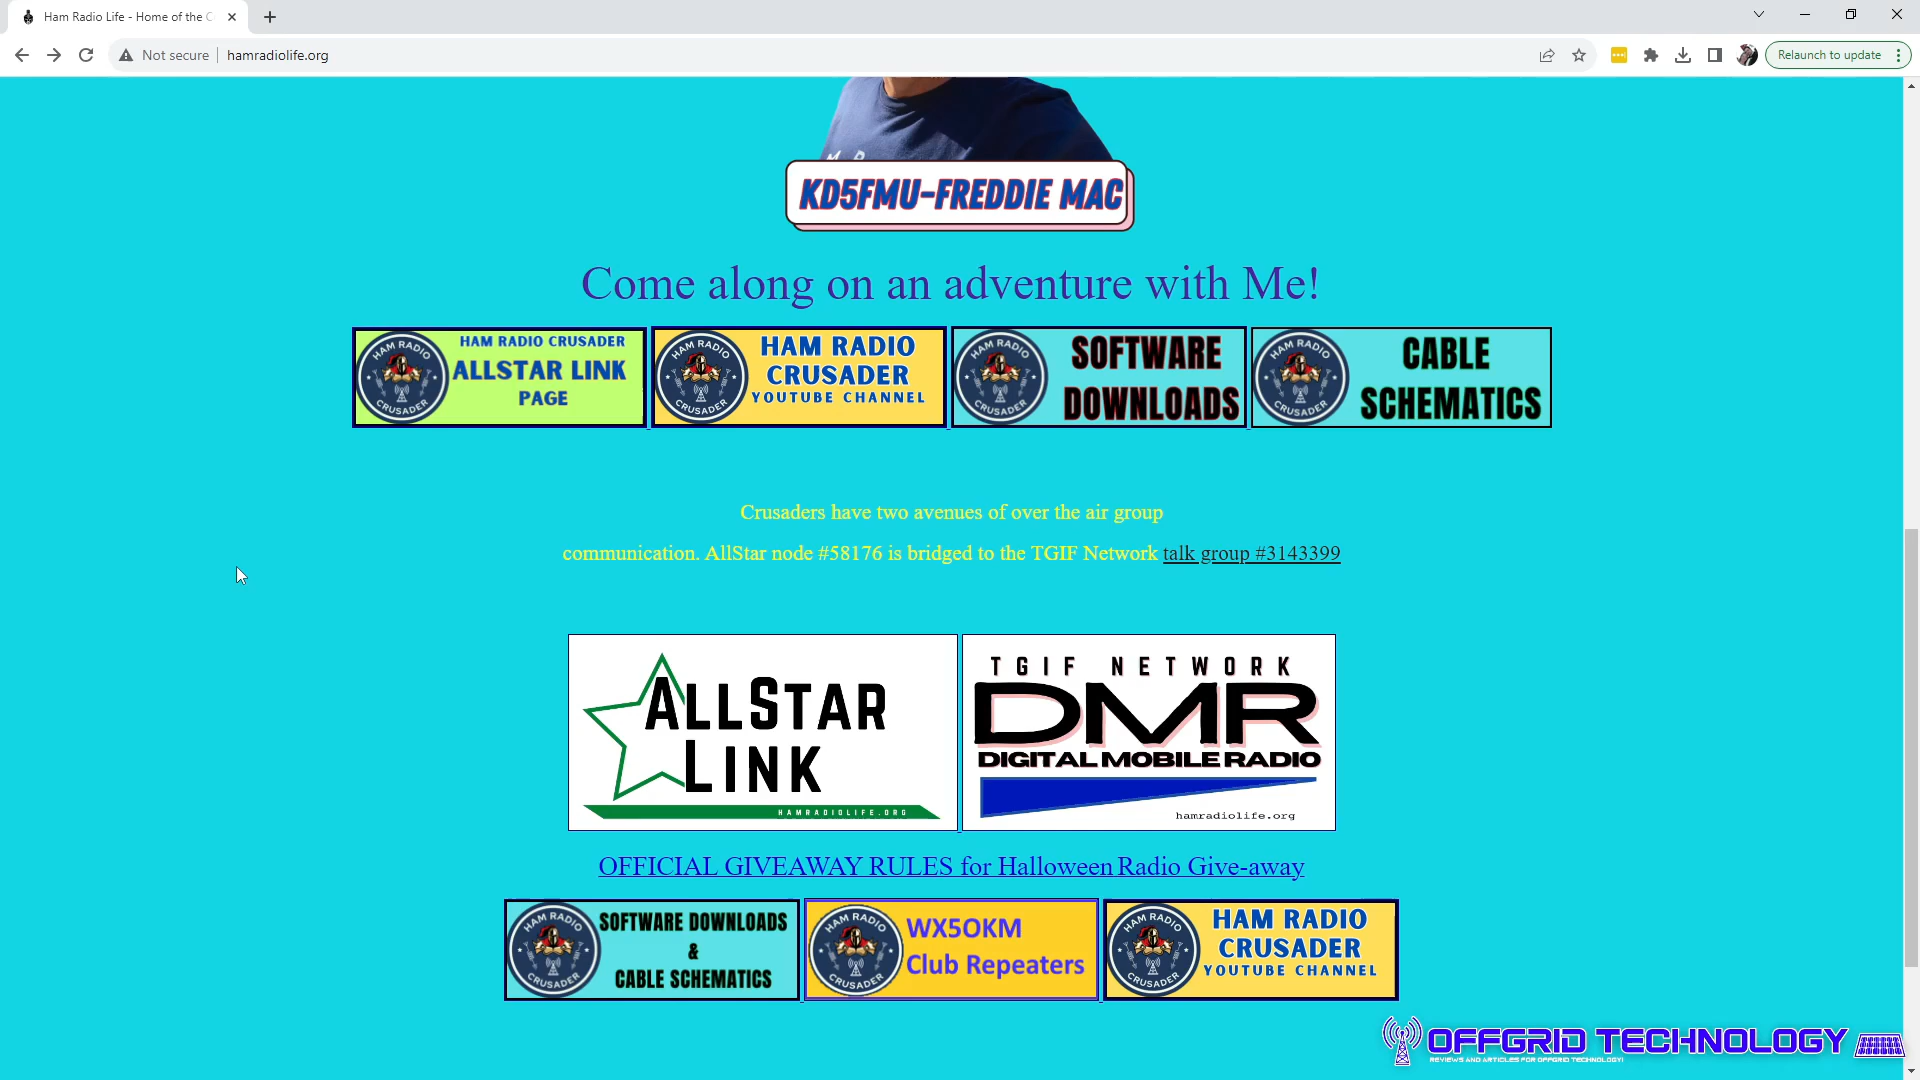 Ham Radio Life - Home of the C
Not secure
hamradiolife.org
Relaunch to update
KD5FMU-FREDDIE MAC
Come along on an adventure with Me!
HAM RADIO CRUSADER
ALLSTAR LINK
PAGE
HAM RADIO
CRUSADER
HAM RADIO
CRUSADER
YOUTUBE CHANNEL
HAM RADIO
CRUSADER
SOFTWARE
DOWNLOADS
HAM RADIO
CRUSADER
CABLE
SCHEMATICS
HAM RADIO
CRUSADER
Crusaders have two avenues of over the air group
communication. AllStar node #58176 is bridged to the TGIF Network talk group #3143399
ALLSTAR
LINK
HAMRADIOLIFE.ORG
TGIF NETWORK
DMR
DIGITAL MOBILE RADIO
hamradiolife.org
OFFICIAL GIVEAWAY RULES for Halloween Radio Give-away
HAM RADIO
CRUSADER
SOFTWARE DOWNLOADS
&
CABLE SCHEMATICS
HAM RADIO
CRUSADER
WX5OKM
Club Repeaters
HAM RADIO
CRUSADER
HAM RADIO
CRUSADER
YOUTUBE CHANNEL
OFFGRID TECHNOLOGY
REVIEWS AND ARTICLES FOR OFFGRID TECHNOLOGY!